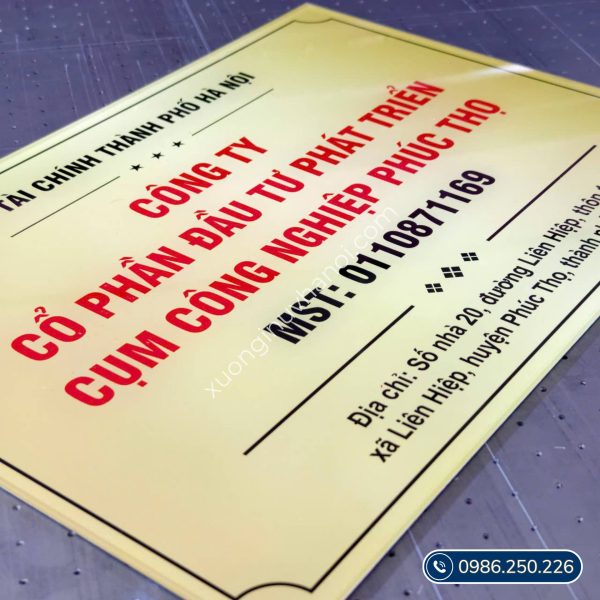 TÀI CHÍNH THÀNH PHỐ HÀ NỘI
CÔNG TY
CỔ PHẦN ĐẦU TƯ PHÁT TRIỂN
CỤM CÔNG NGHIỆP PHÚC THỌ
MST: 0110871169
Địa chỉ: Số nhà 20, đường Liên Hiệp, thôn
xã Liên Hiệp, huyện Phúc Thọ, thành
0986.250.226